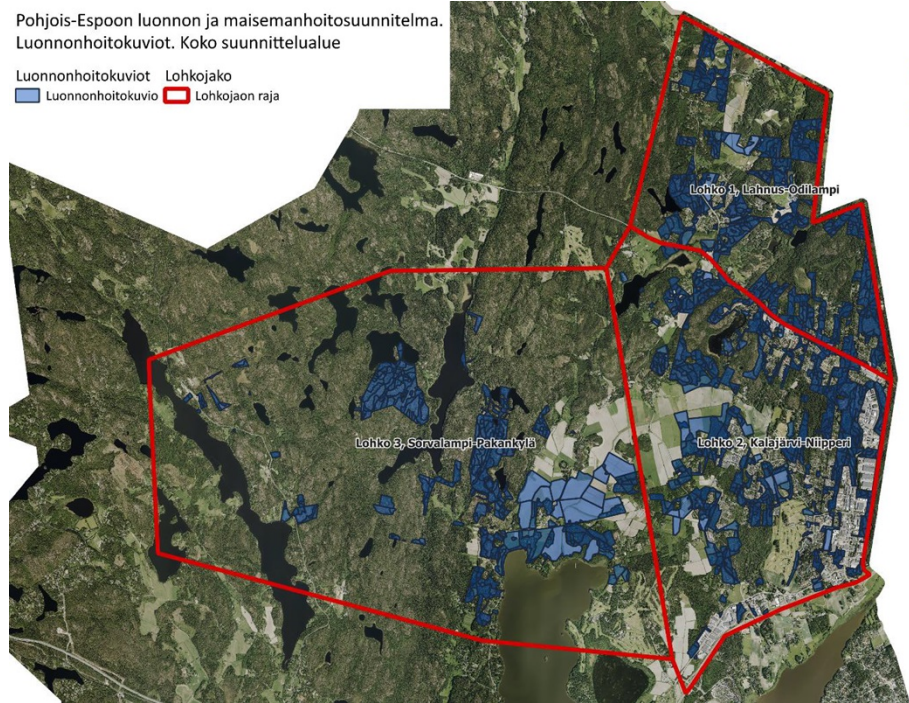 Pohjois-Espoon luonnon ja maisemanhoitosuunnitelma.
Luonnonhoitokuviot. Koko suunnittelualue
Luonnonhoitokuviot Lohkojako
Luonnonhoitokuvio Lohkojaon raja
Lohko 1, Lahnus-Odilampi
Lohko 3, Sorvalampi-Pakankylä
Lohko 2, Kalajärvi-Niipperi